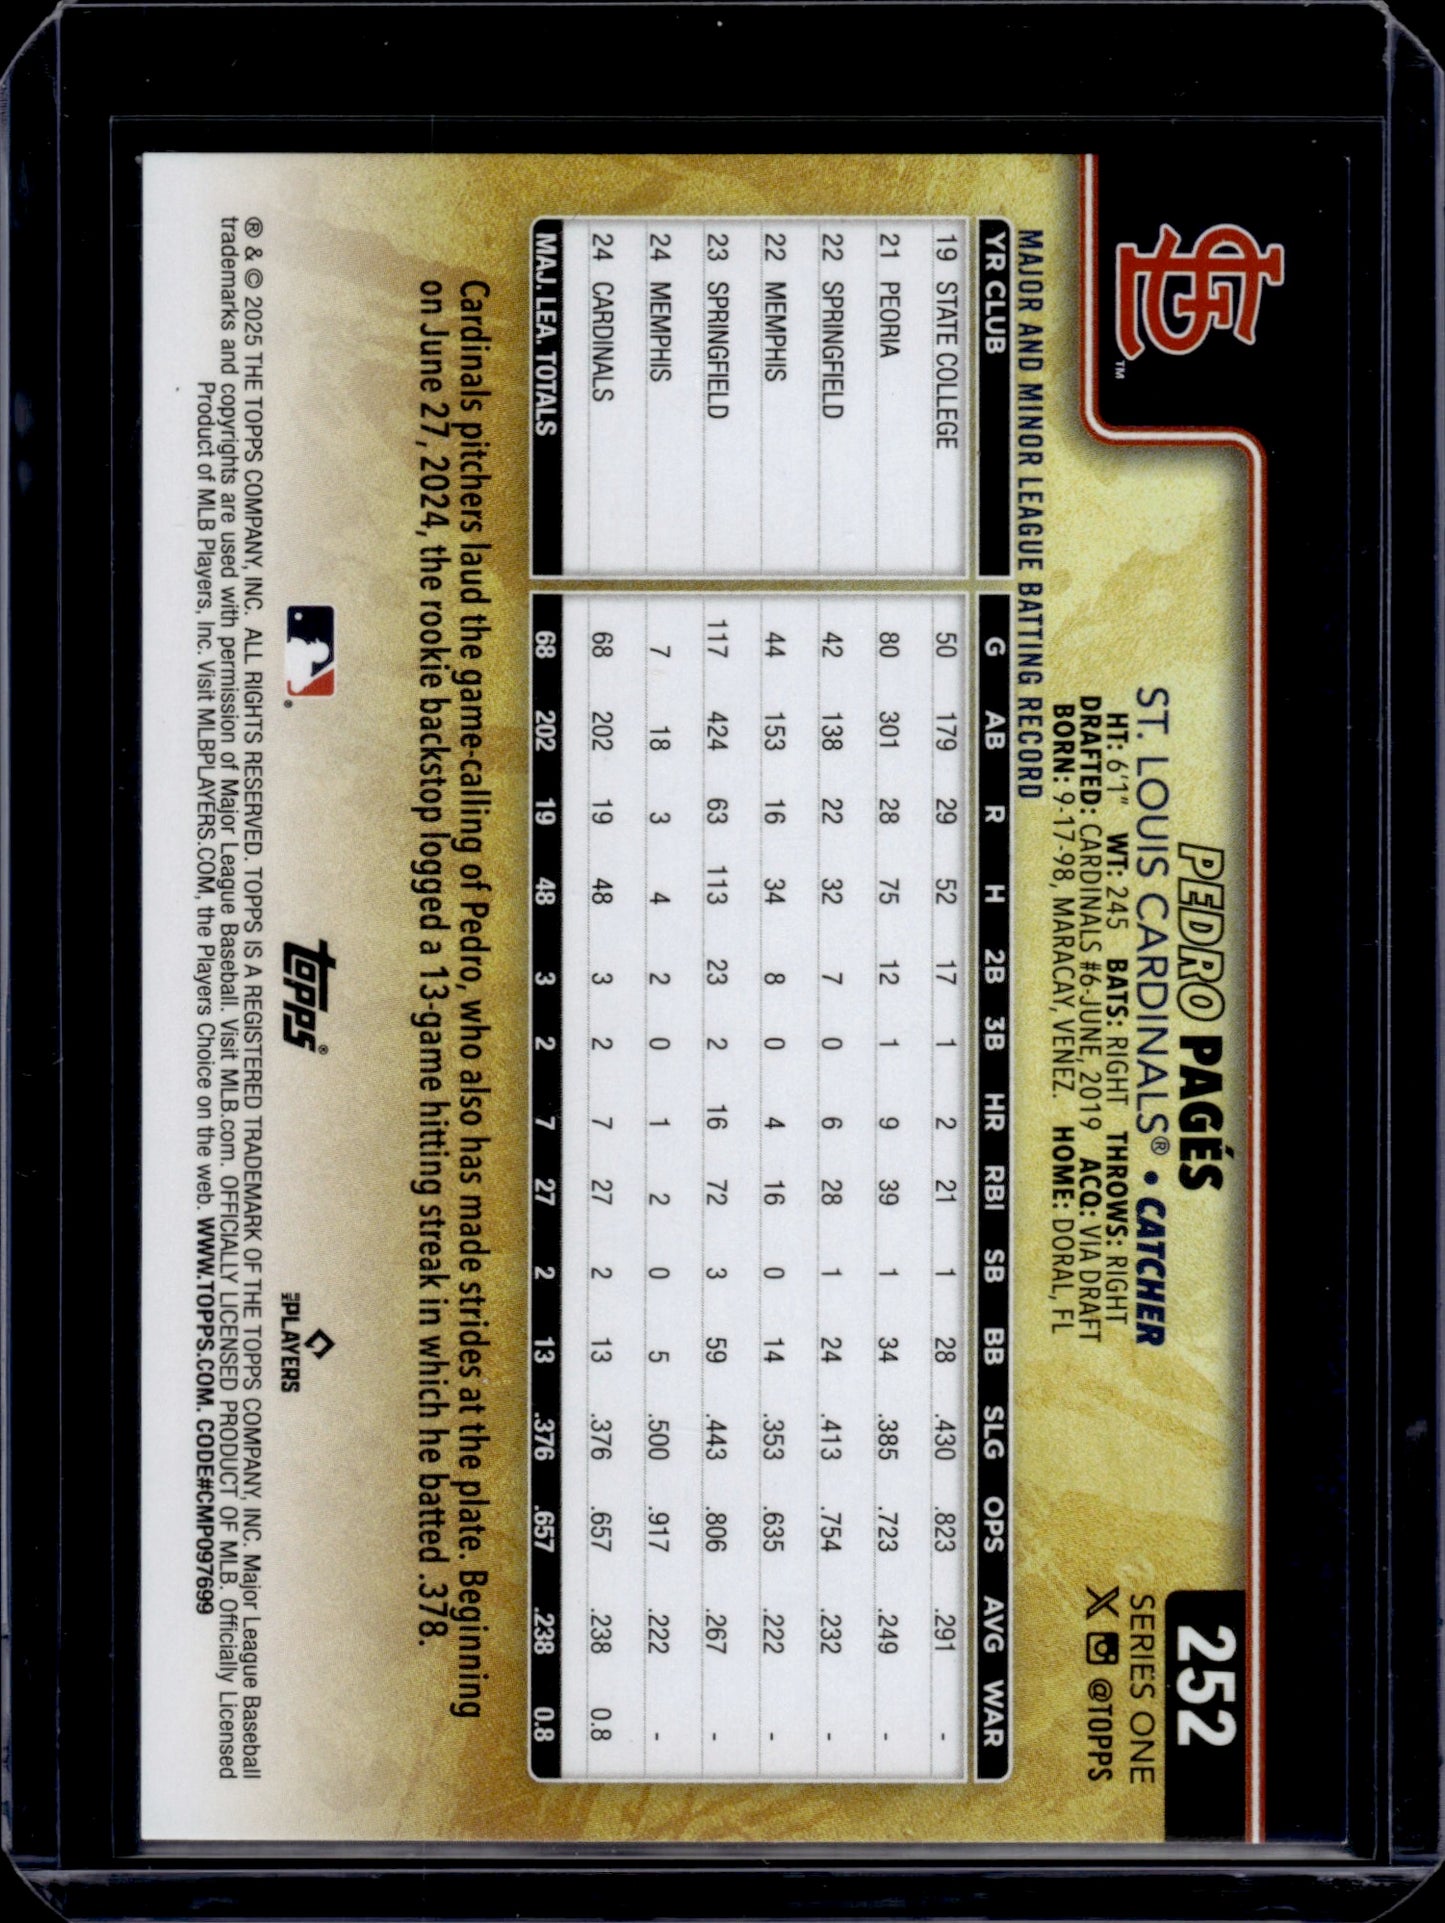 STL
TM
252
PEDRO PAGÉS
ST. LOUIS CARDINALS® • CATCHER
SERIES ONE
HT: 6'1" WT: 245 BATS: RIGHT THROWS: RIGHT
X @TOPPS
DRAFTED: CARDINALS #6-JUNE, 2019 ACQ: VIA DRAFT
BORN: 9-17-98, MARACAY, VENEZ. HOME: DORAL, FL
MAJOR AND MINOR LEAGUE BATTING RECORD
YR CLUB G AB R H 2B 3B HR RBI SB BB SLG OPS AVG WAR
19 STATE COLLEGE 50 179 29 52 17 1 2 21 1 28 .430 .823 .291 -
21 PEORIA 80 301 28 75 12 1 9 39 1 34 .385 .723 .249 -
22 SPRINGFIELD 42 138 22 32 7 0 6 28 1 24 .413 .754 .232 -
22 MEMPHIS 44 153 16 34 8 0 4 16 0 14 .353 .635 .222 -
23 SPRINGFIELD 117 424 63 113 23 2 16 72 3 59 .443 .806 .267 -
24 MEMPHIS 7 18 3 4 2 0 1 2 0 5 .500 .917 .222 -
24 CARDINALS 68 202 19 48 3 2 7 27 2 13 .376 .657 .238 0.8
MAJ. LEA. TOTALS 68 202 19 48 3 2 7 27 2 13 .376 .657 .238 0.8
Cardinals pitchers laud the game-calling of Pedro, who also has made strides at the plate. Beginning
on June 27, 2024, the rookie backstop logged a 13-game hitting streak in which he batted .378.
® topps® THE PLAYERS
® & © 2025 THE TOPPS COMPANY, INC. ALL RIGHTS RESERVED. TOPPS IS A REGISTERED TRADEMARK OF THE TOPPS COMPANY, INC. Major League Baseball
trademarks and copyrights are used with permission of Major League Baseball. Visit MLB.com. OFFICIALLY LICENSED PRODUCT OF MLB. Officially Licensed
Product of MLB Players, Inc. Visit MLBPLAYERS.COM, the Players Choice on the web. WWW.TOPPS.COM. CODE#CMP097699